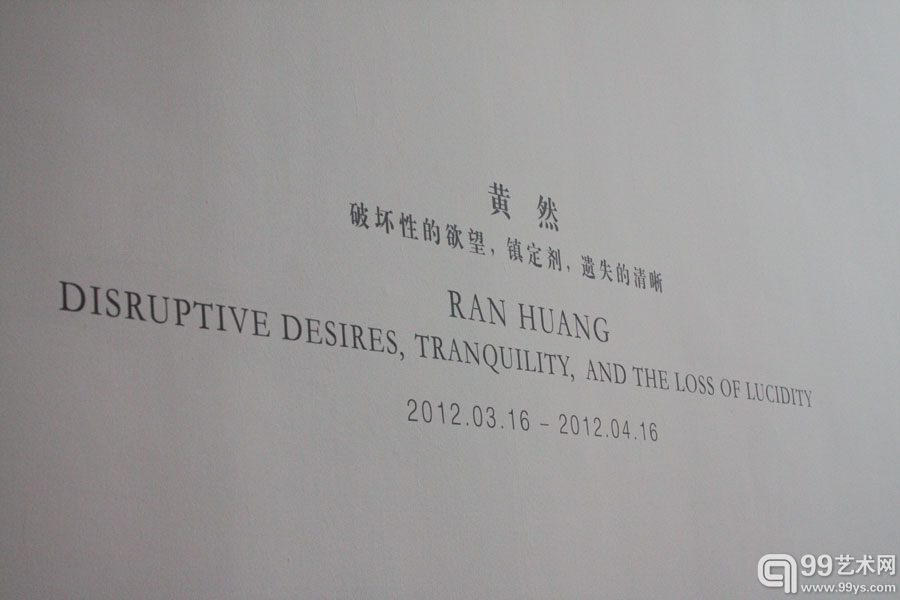 黄 然
破坏性的欲望，镇定剂，遗失的清晰
RAN HUANG
DISRUPTIVE DESIRES, TRANQUILITY, AND THE LOSS OF LUCIDITY
2012.03.16 – 2012.04.16
99艺术网
www.99ys.com